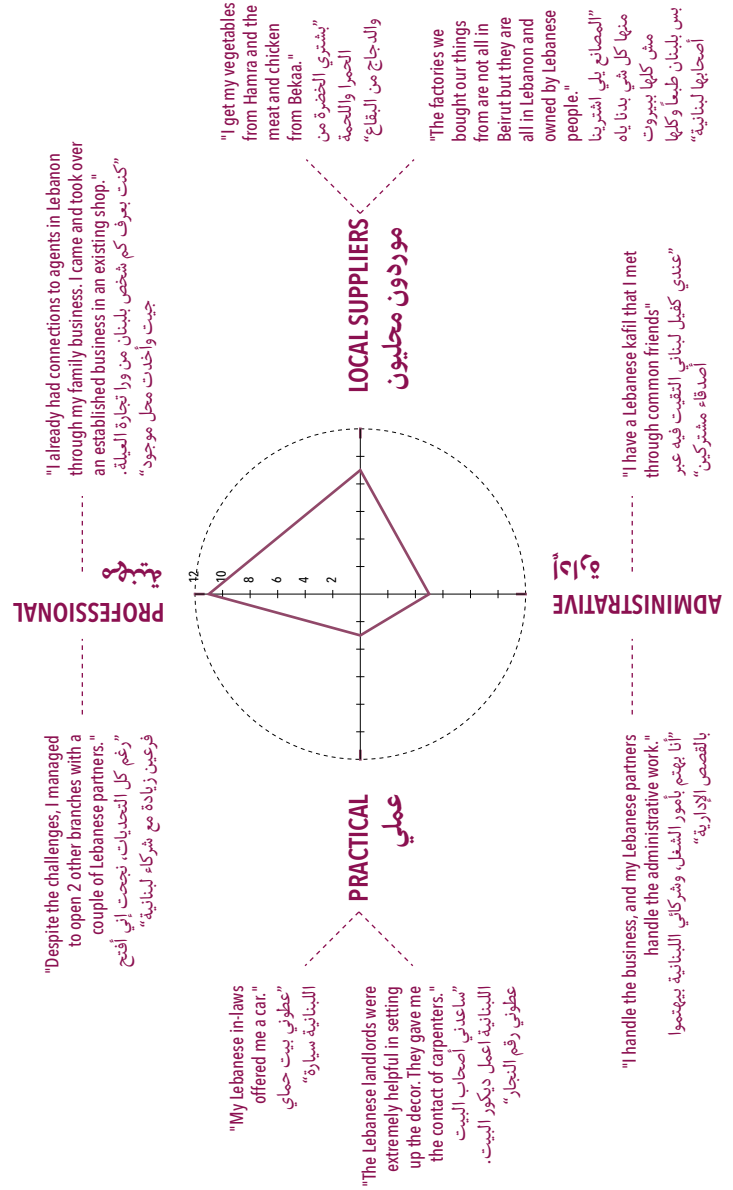 "Despite the challenges, I managed
to open 2 other branches with a
couple of Lebanese partners."
”رغم كل التحديات، نجحت إني أفتح
فرعين زيادة مع شركاء لبنانية“
PROFESSIONAL
مهنية
"I already had connections to agents in Lebanon
through my family business. I came and took over
an established business in an existing shop."
”كنت بعرف كم شخص بلبنان من ورا تجارة العيلة.
جيت وأخدت محل موجود“
"My Lebanese in-laws
offered me a car."
”عطوني بيت حماي
اللبنانية سيارة“
"The Lebanese landlords were
extremely helpful in setting
up the decor. They gave me
the contact of carpenters."
”ساعدني أصحاب البيت
اللبنانية اعمل ديكور البيت.
عطوني رقم النجار“
PRACTICAL
عملي
12
10
8
6
4
2
LOCAL SUPPLIERS
موردون محليون
"I get my vegetables
from Hamra and the
meat and chicken
from Bekaa."
”بشتري الخضرة من
الحمرا واللحمة
والدجاج من البقاع“
"The factories we
bought our things
from are not all in
Beirut but they are
all in Lebanon and
owned by Lebanese
people."
”المصانع يلي اشترينا
منها كل شي بدنا ياه
مش كلها ببيروت
بس بلبنان طبعاً وكلها
أصحابها لبنانية“
"I handle the business, and my Lebanese partners
handle the administrative work."
”أنا بهتم بأمور الشغل، وشركائي اللبنانية بيهتموا
بالقصص الإدارية“
ADMINISTRATIVE
إدارة
"I have a Lebanese kafil that I met
through common friends"
”عندي كفيل لبناني التقيت فيه عبر
أصدقاء مشتركين“